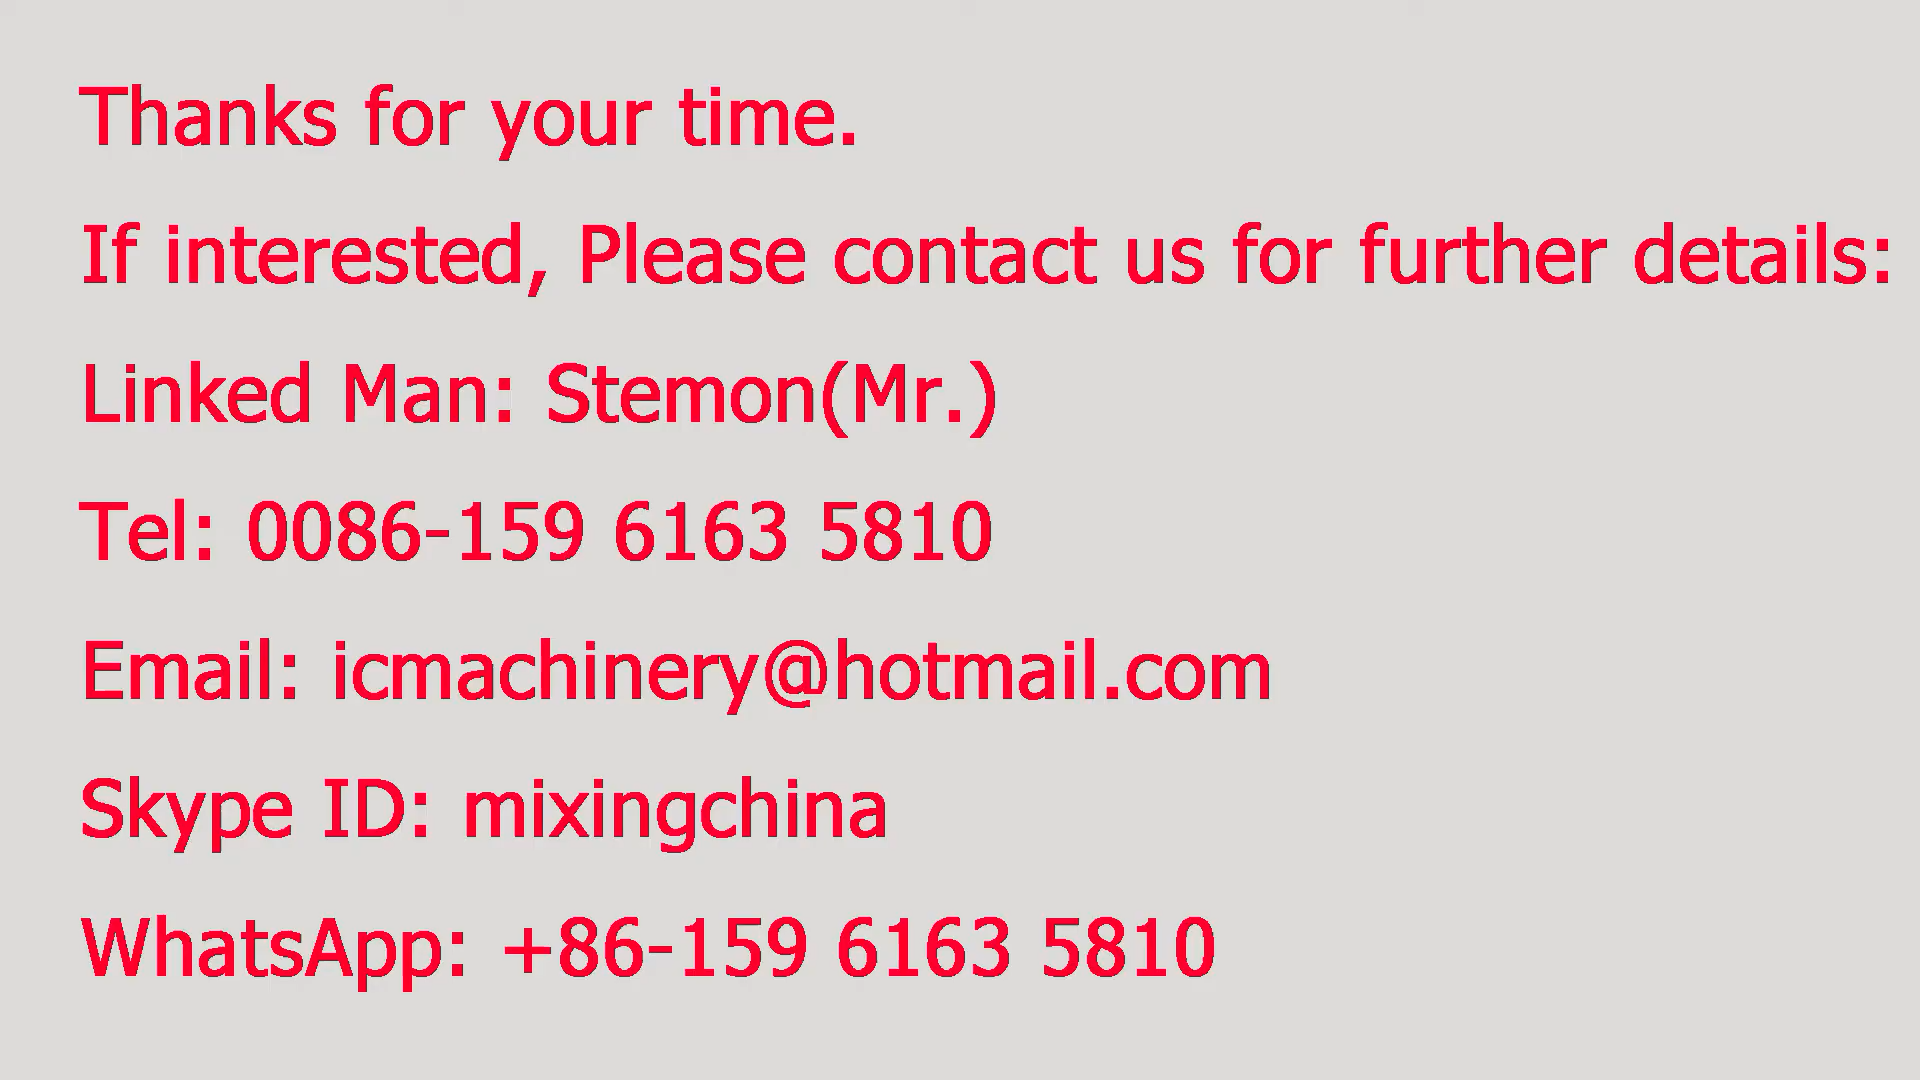 Thanks for your time.
If interested, Please contact us for further details:
Linked Man: Stemon(Mr.)
Tel: 0086-159 6163 5810
Email: icmachinery@hotmail.com
Skype ID: mixingchina
WhatsApp: +86-159 6163 5810